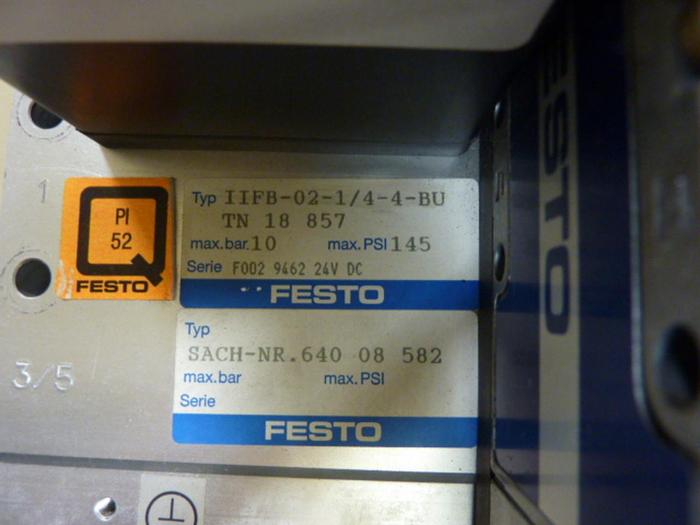 1
PI
52
FESTO
Typ IIFB-02-1/4-4-BU
TN 18 857
max.bar.10 max.PSI 145
Serie F002 9462 24V DC
FESTO
Typ
SACH-NR.640 08 582
max.bar max.PSI
Serie
FESTO
3/5
ESTO